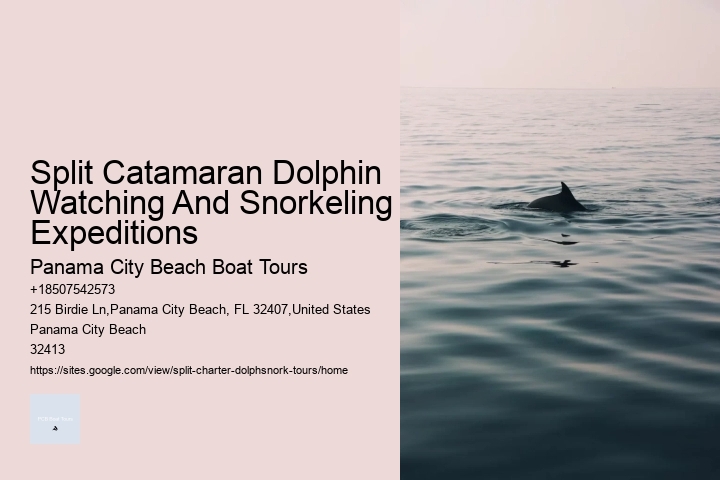 Split Catamaran Dolphin
Watching And Snorkeling
Expeditions
Panama City Beach Boat Tours
+18507542573
215 Birdie Ln,Panama City Beach, FL 32407,United States
Panama City Beach
32413
https://sites.google.com/view/split-charter-dolphsnork-tours/home